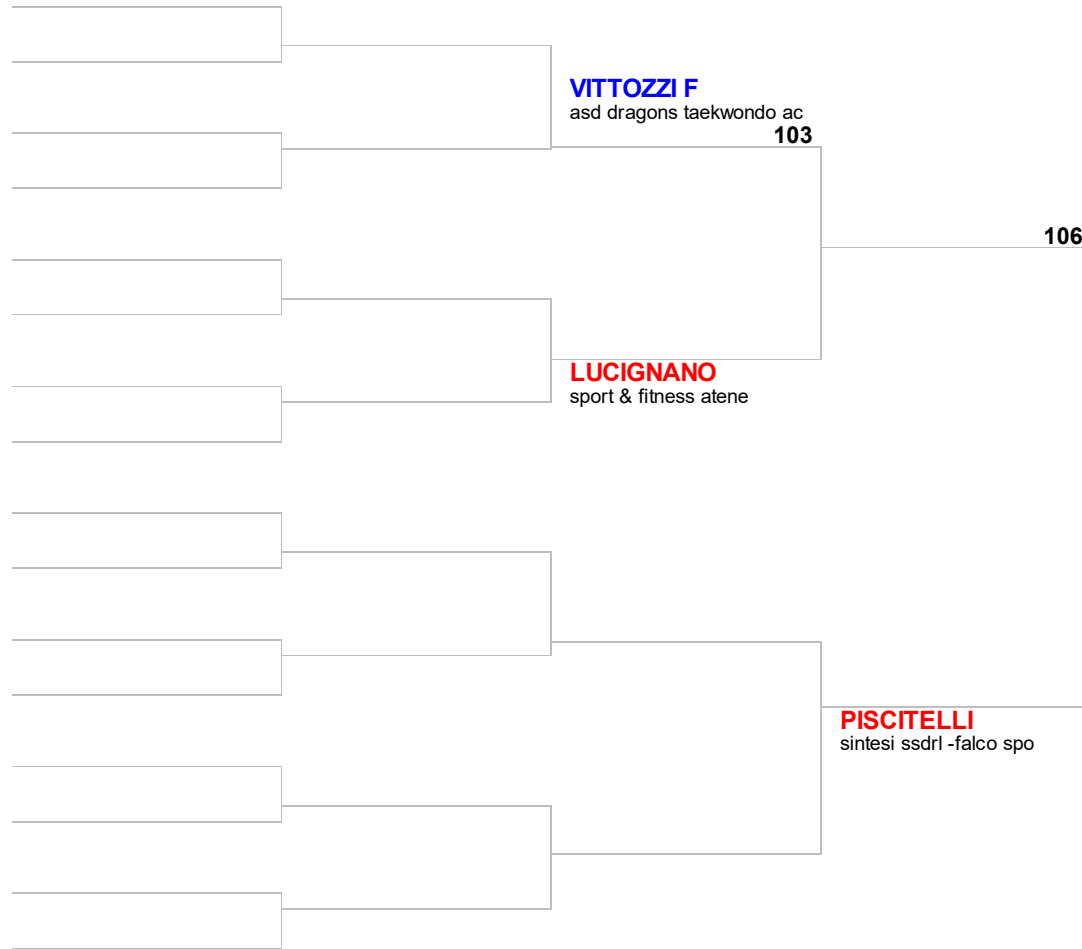 VITTOZZI F
asd dragons taekwondo ac
103
106
LUCIGNANO
sport & fitness atene
PISCITELLI
sintesi ssdrl -falco spo